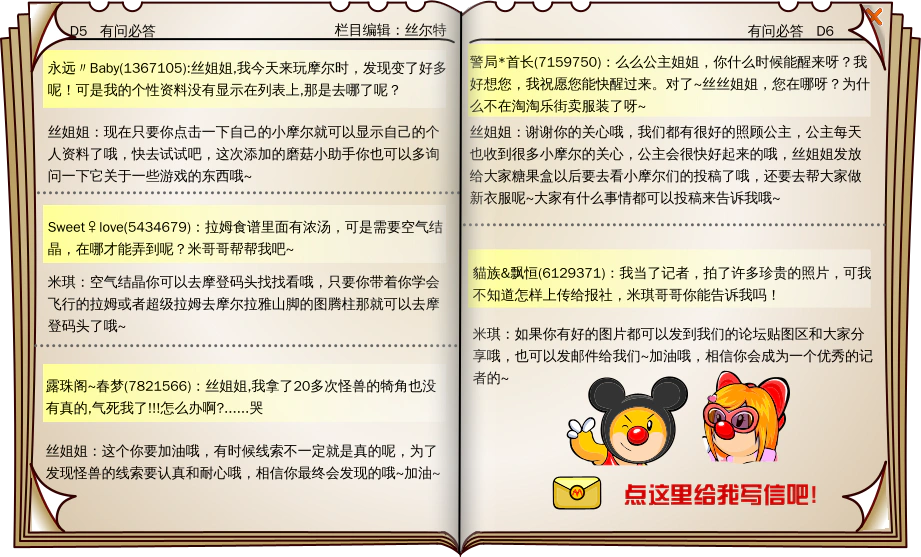 D5 有问必答
栏目编辑：丝尔特
永远〃Baby(1367105):丝姐姐,我今天来玩摩尔时，发现变了好多
呢！可是我的个性资料没有显示在列表上,那是去哪了呢？
丝姐姐：现在只要你点击一下自己的小摩尔就可以显示自己的个
人资料了哦，快去试试吧，这次添加的蘑菇小助手你也可以多询
问一下它关于一些游戏的东西哦~
Sweet♀love(5434679)：拉姆食谱里面有浓汤，可是需要空气结
晶，在哪才能弄到呢？米哥哥帮帮我吧~
米琪：空气结晶你可以去摩登码头找找看哦，只要你带着你学会
飞行的拉姆或者超级拉姆去摩尔拉雅山脚的图腾柱那就可以去摩
登码头了哦~
露珠阁~春梦(7821566)：丝姐姐,我拿了20多次怪兽的犄角也没
有真的,气死我了!!!怎么办啊?......哭
丝姐姐：这个你要加油哦，有时候线索不一定就是真的呢，为了
发现怪兽的线索要认真和耐心哦，相信你最终会发现的哦~加油~
有问必答 D6
警局*首长(7159750)：么么公主姐姐，你什么时候能醒来呀？我
好想您，我祝愿您能快醒过来。对了~丝丝姐姐，您在哪呀？为什
么不在淘淘乐街卖服装了呀~
丝姐姐：谢谢你的关心哦，我们都有很好的照顾公主，公主每天
也收到很多小摩尔的关心，公主会很快好起来的哦，丝姐姐发放
给大家糖果盒以后要去看小摩尔们的投稿了哦，还要去帮大家做
新衣服呢~大家有什么事情都可以投稿来告诉我哦~
貓族&飘恒(6129371)：我当了记者，拍了许多珍贵的照片，可我
不知道怎样上传给报社，米琪哥哥你能告诉我吗！
米琪：如果你有好的图片都可以发到我们的论坛贴图区和大家分
享哦，也可以发邮件给我们~加油哦，相信你会成为一个优秀的记
者的~
点这里给我写信吧!